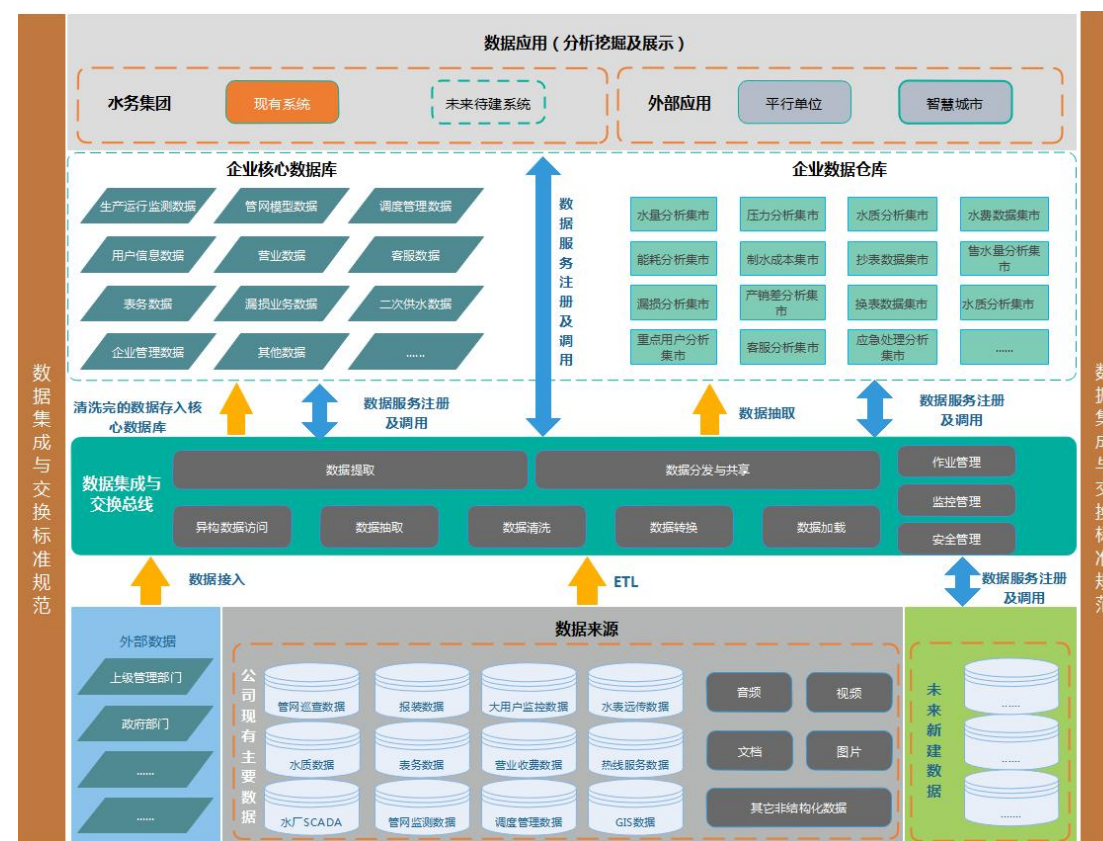 数据应用（分析挖掘及展示）
水务集团
现有系统
未来待建系统
外部应用
平行单位
智慧城市
企业核心数据库
生产运行监测数据
管网模型数据
调度管理数据
用户信息数据
营业数据
客服数据
表务数据
漏损业务数据
二次供水数据
企业管理数据
其他数据
......
数据服务注册及调用
企业数据仓库
水量分析集市
压力分析集市
水质分析集市
水费数据集市
能耗分析集市
制水成本集市
抄表数据集市
售水量分析集
市
漏损分析集市
产销差分析集
市
换表数据集市
水质分析集市
重点用户分析
集市
客服分析集市
应急处理分析
集市
......
清洗完的数据存入核
心数据库
数据服务注册
及调用
数据抽取
数据服务注册
及调用
数据集成与
交换总线
数据提取
数据分发与共享
异构数据访问
数据抽取
数据清洗
数据转换
数据加载
作业管理
监控管理
安全管理
数据接入
ETL
数据服务注册
及调用
外部数据
上级管理部门
政府部门
......
......
数据来源
公司现有主要数据
管网巡查数据
报装数据
大用户监控数据
水表远传数据
水质数据
表务数据
营业收费数据
热线服务数据
水厂SCADA
管网监测数据
调度管理数据
GIS数据
音频
视频
文档
图片
其它非结构化数据
未来新建数据
......
......
......
数据集成与交换标准规范
数据集成与交换标准规范